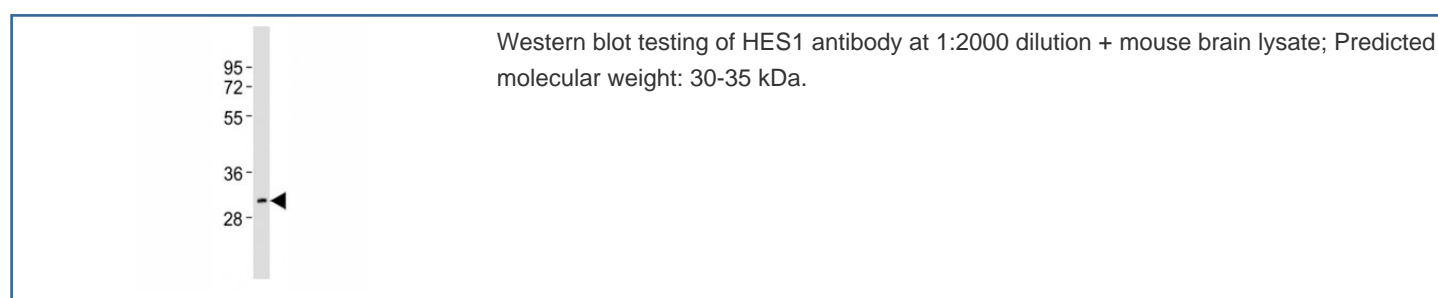 Western blot testing of HES1 antibody at 1:2000 dilution + mouse brain lysate; Predicted
molecular weight: 30-35 kDa.
95-
72-
55-
36-
28-